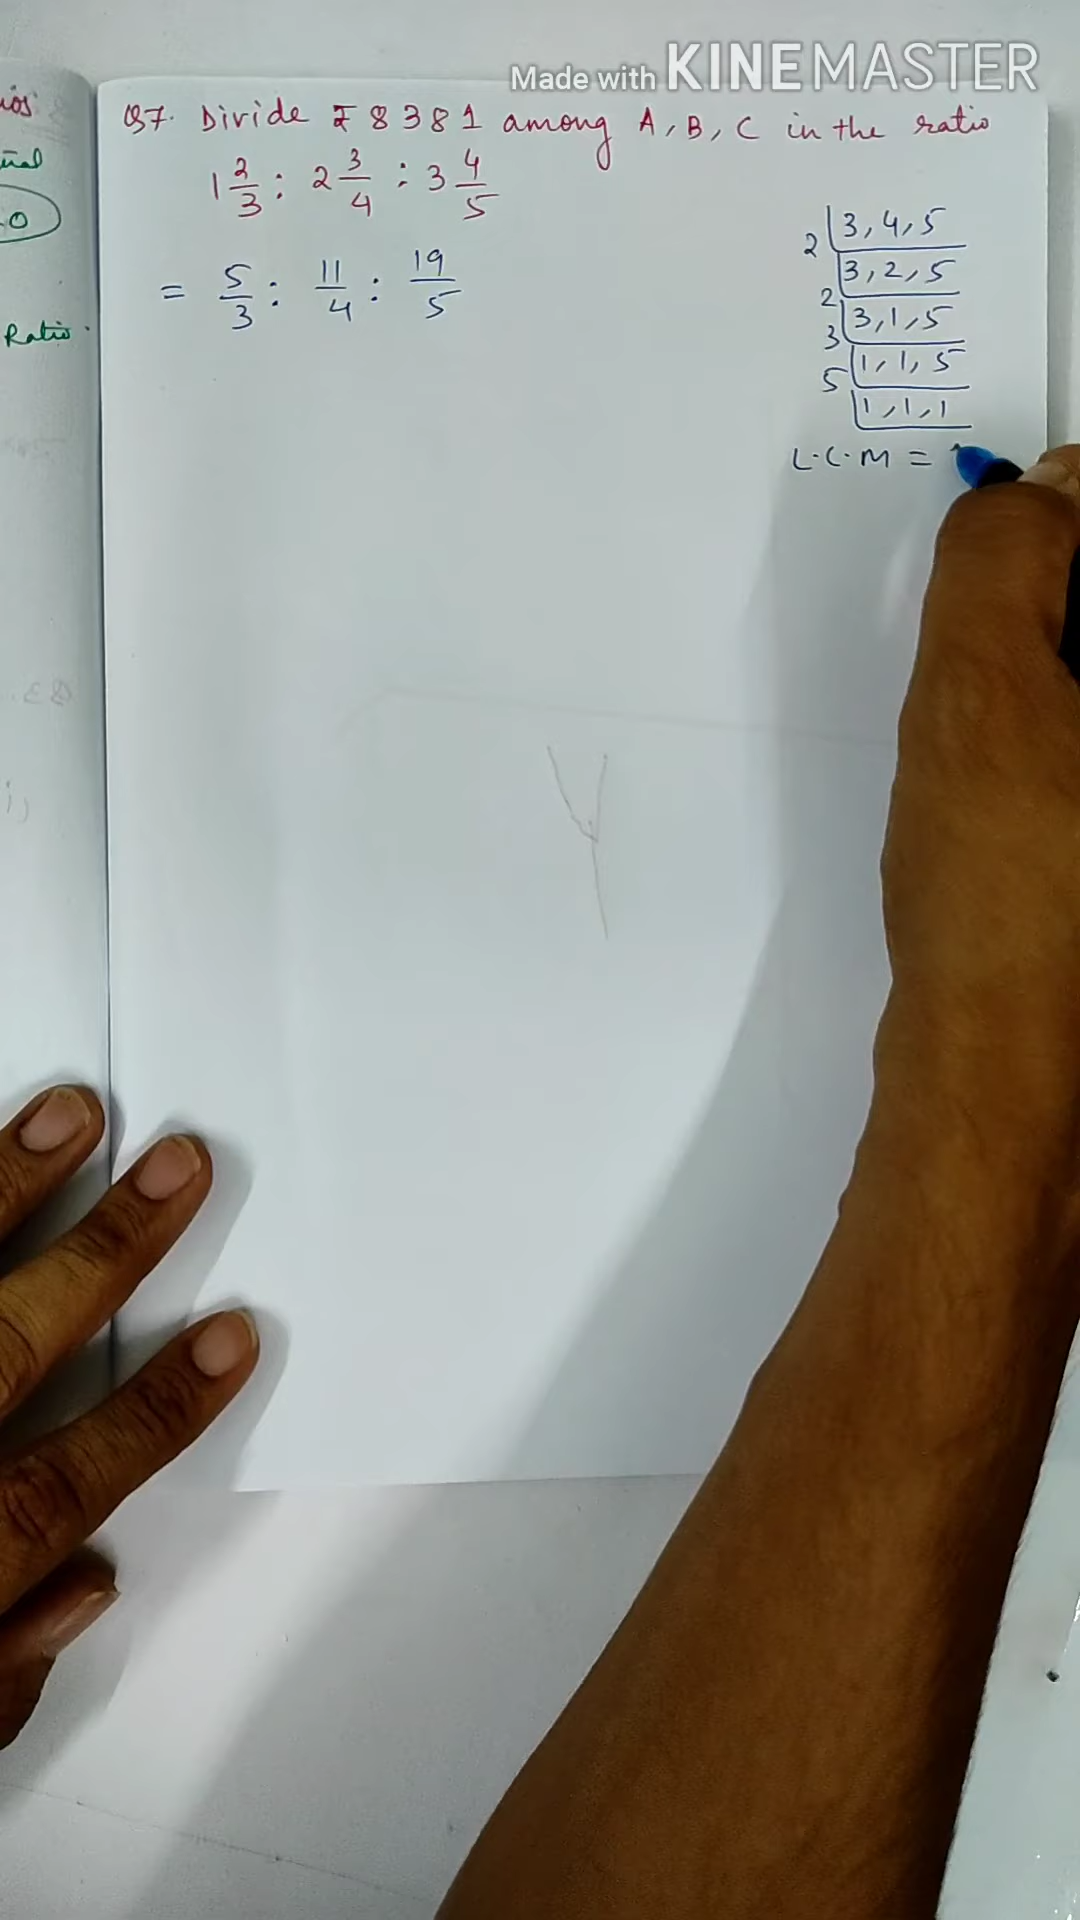 Made with KINEMASTER
ios
Q7. Divide ₹ 8381 among A, B, C in the ratio
1 2/3 : 2 3/4 : 3 4/5
= 5/3 : 11/4 : 19/5
Ratio.
2 | 3, 4, 5
2 | 3, 2, 5
3 | 3, 1, 5
5 | 1, 1, 5
1, 1, 1
L.C.M =